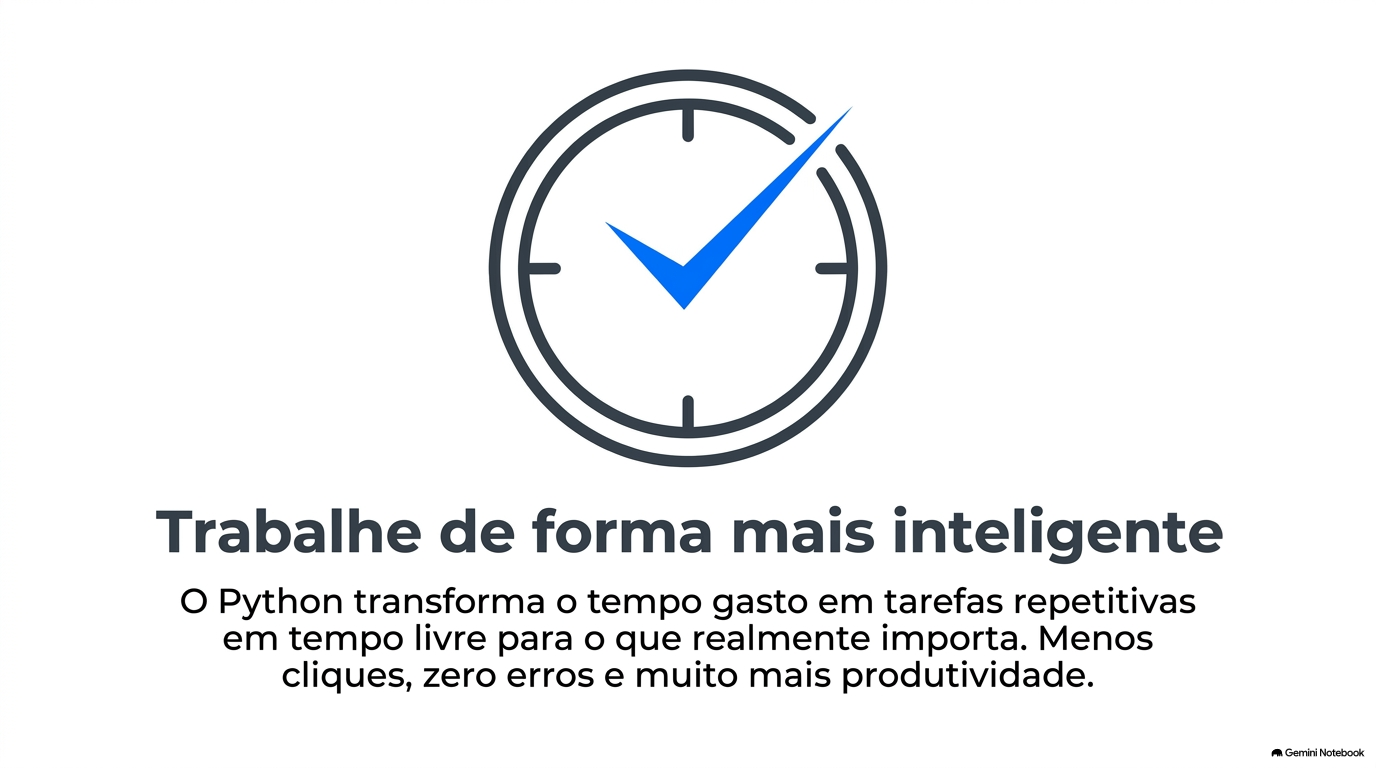 Trabalhe de forma mais inteligente
O Python transforma o tempo gasto em tarefas repetitivas
em tempo livre para o que realmente importa. Menos
cliques, zero erros e muito mais produtividade.
Gemini Notebook